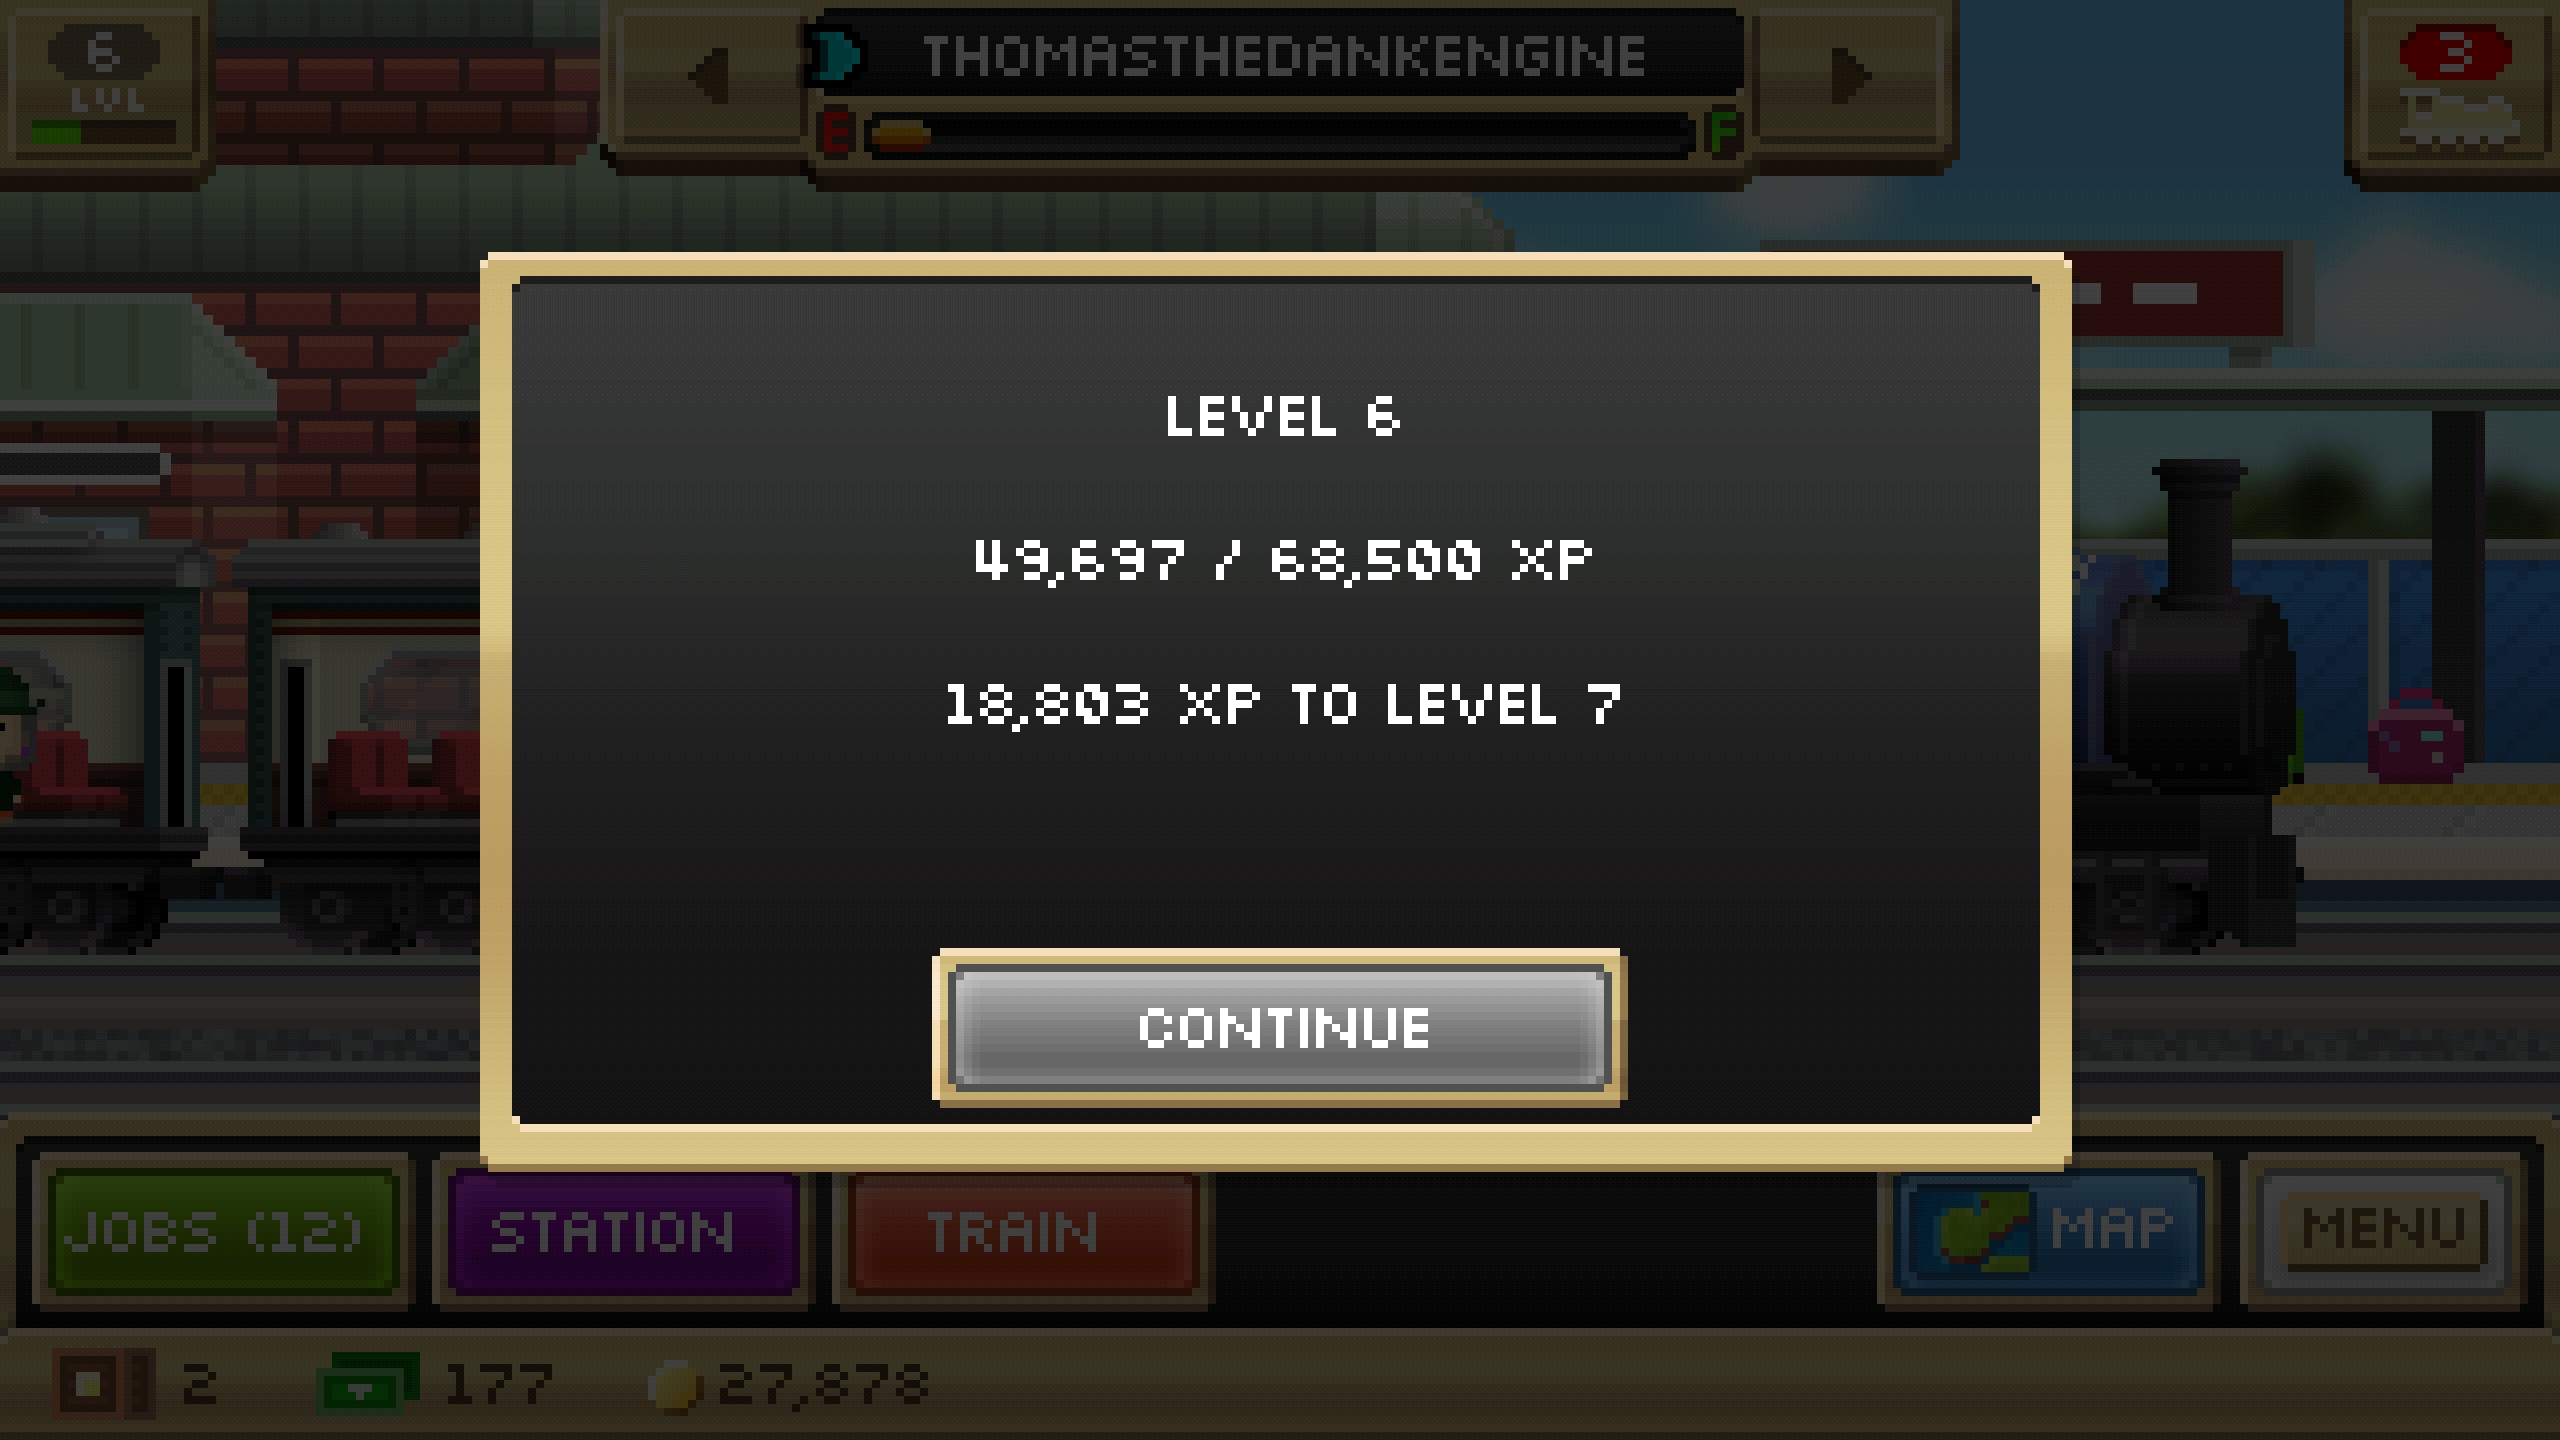 6
LVL
THOMASTHEDANKENGINE
E F
3
LEVEL 6
49,697 / 68,500 XP
18,803 XP TO LEVEL 7
CONTINUE
JOBS (12)
STATION
TRAIN
MAP
MENU
2
177
27,878